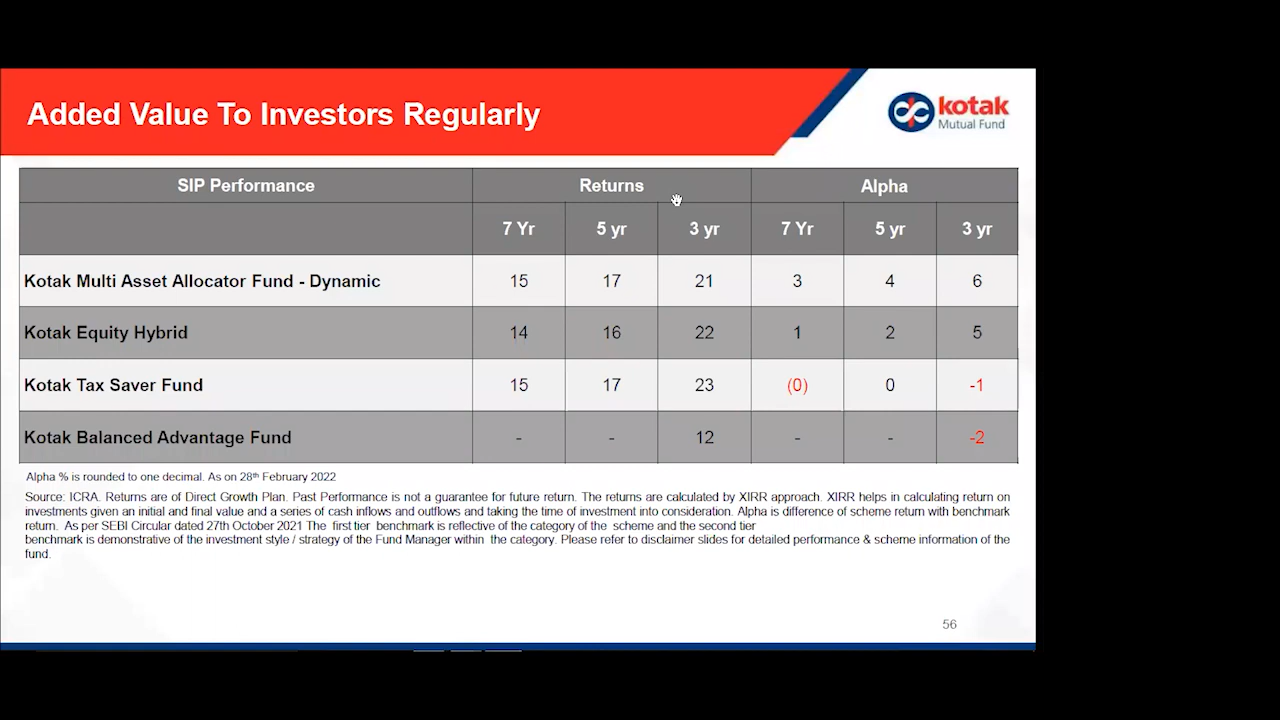 Added Value To Investors Regularly
kotak
Mutual Fund
SIP Performance Returns Alpha
7 Yr 5 yr 3 yr 7 Yr 5 yr 3 yr
Kotak Multi Asset Allocator Fund - Dynamic 15 17 21 3 4 6
Kotak Equity Hybrid 14 16 22 1 2 5
Kotak Tax Saver Fund 15 17 23 (0) 0 -1
Kotak Balanced Advantage Fund - - 12 - - -2
Alpha % is rounded to one decimal. As on 28th February 2022
Source: ICRA. Returns are of Direct Growth Plan. Past Performance is not a guarantee for future return. The returns are calculated by XIRR approach. XIRR helps in calculating return on
investments given an initial and final value and a series of cash inflows and outflows and taking the time of investment into consideration. Alpha is difference of scheme return with benchmark
return. As per SEBI Circular dated 27th October 2021 The first tier benchmark is reflective of the category of the scheme and the second tier
benchmark is demonstrative of the investment style / strategy of the Fund Manager within the category. Please refer to disclaimer slides for detailed performance & scheme information of the
fund.
56